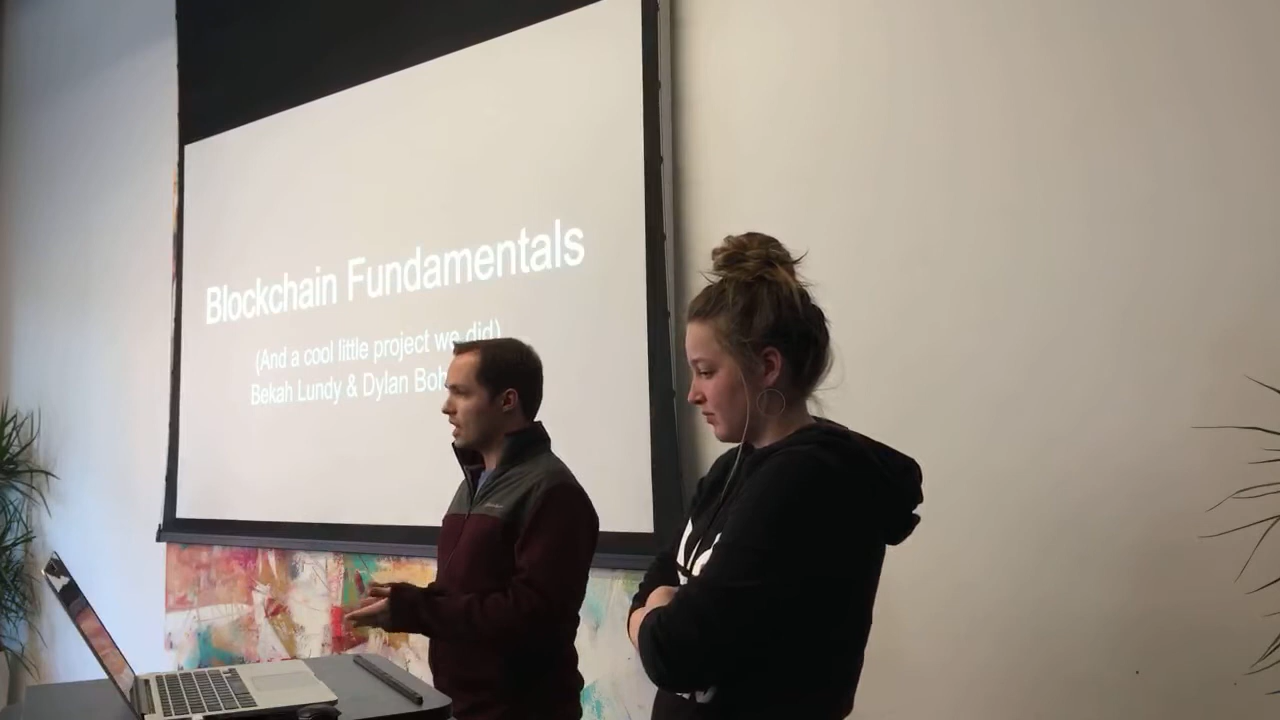 Blockchain Fundamentals
(And a cool little project we did)
Bekah Lundy & Dylan